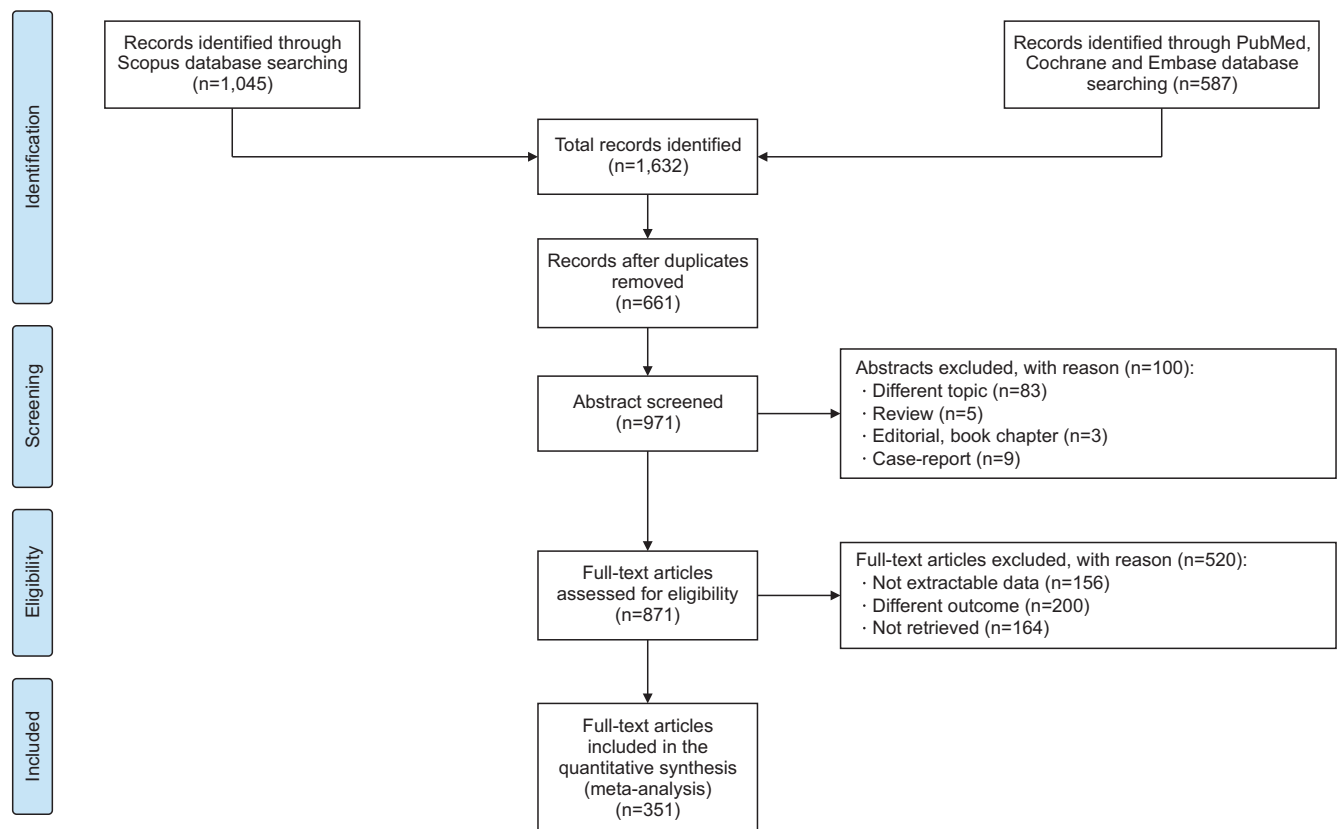 Identification
Records identified through
Scopus database searching
(n=1,045)
Records identified through PubMed,
Cochrane and Embase database
searching (n=587)
Total records identified
(n=1,632)
Records after duplicates
removed
(n=661)
Screening
Abstract screened
(n=971)
Abstracts excluded, with reason (n=100):
· Different topic (n=83)
· Review (n=5)
· Editorial, book chapter (n=3)
· Case-report (n=9)
Eligibility
Full-text articles
assessed for eligibility
(n=871)
Full-text articles excluded, with reason (n=520):
· Not extractable data (n=156)
· Different outcome (n=200)
· Not retrieved (n=164)
Included
Full-text articles
included in the
quantitative synthesis
(meta-analysis)
(n=351)